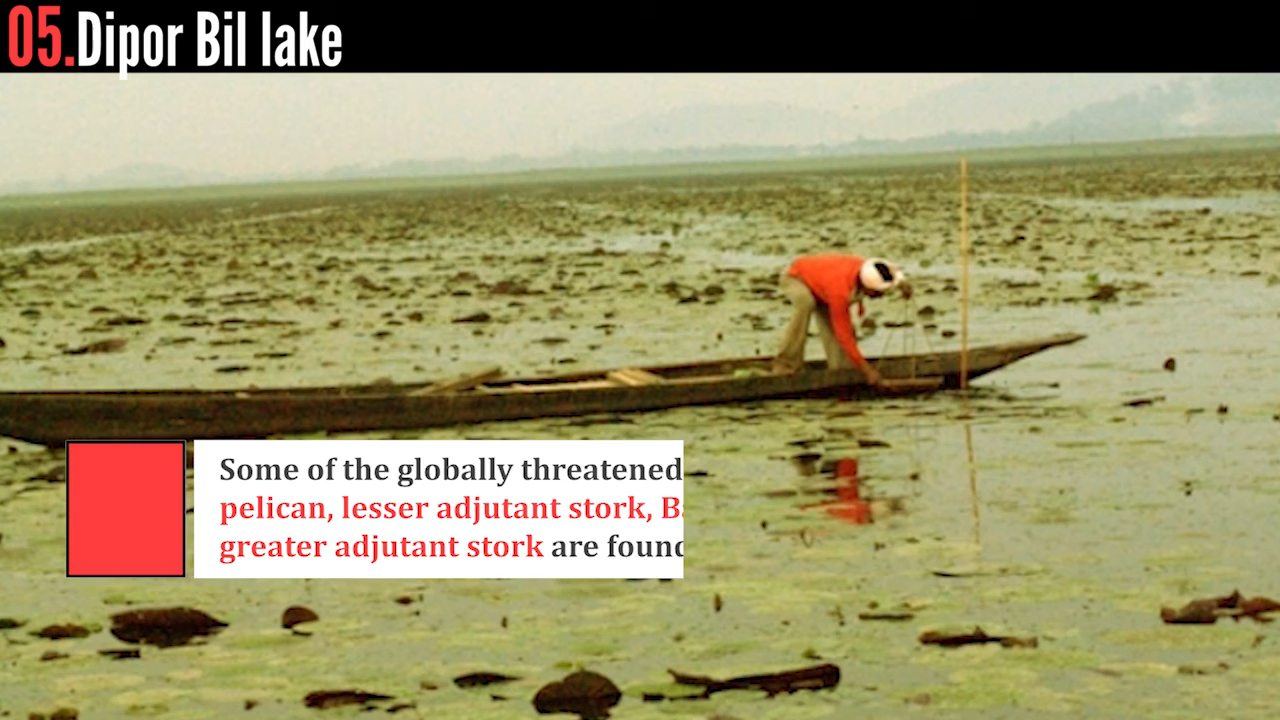 05.Dipor Bil lake
Some of the globally threatened
pelican, lesser adjutant stork,
greater adjutant stork are